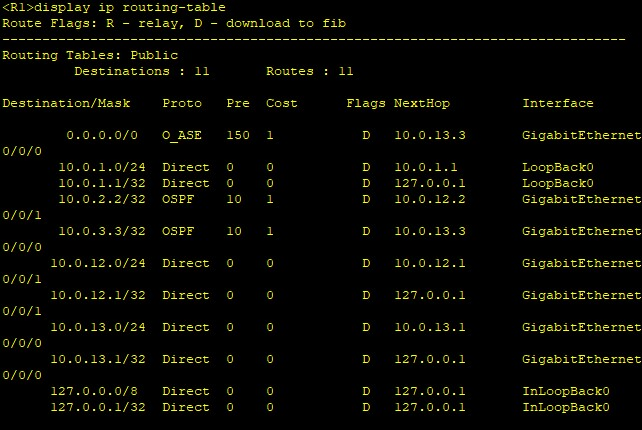 <R1>display ip routing-table
Route Flags: R - relay, D - download to fib
------------------------------------------------------------------------------
Routing Tables: Public
         Destinations : 11       Routes : 11

Destination/Mask    Proto   Pre  Cost      Flags NextHop         Interface

        0.0.0.0/0   O_ASE   150  1           D   10.0.13.3       GigabitEthernet
0/0/0
       10.0.1.0/24  Direct  0    0           D   10.0.1.1        LoopBack0
       10.0.1.1/32  Direct  0    0           D   127.0.0.1       LoopBack0
       10.0.2.2/32  OSPF    10   1           D   10.0.12.2       GigabitEthernet
0/0/1
       10.0.3.3/32  OSPF    10   1           D   10.0.13.3       GigabitEthernet
0/0/0
      10.0.12.0/24  Direct  0    0           D   10.0.12.1       GigabitEthernet
0/0/1
      10.0.12.1/32  Direct  0    0           D   127.0.0.1       GigabitEthernet
0/0/1
      10.0.13.0/24  Direct  0    0           D   10.0.13.1       GigabitEthernet
0/0/0
      10.0.13.1/32  Direct  0    0           D   127.0.0.1       GigabitEthernet
0/0/0
      127.0.0.0/8   Direct  0    0           D   127.0.0.1       InLoopBack0
      127.0.0.1/32  Direct  0    0           D   127.0.0.1       InLoopBack0